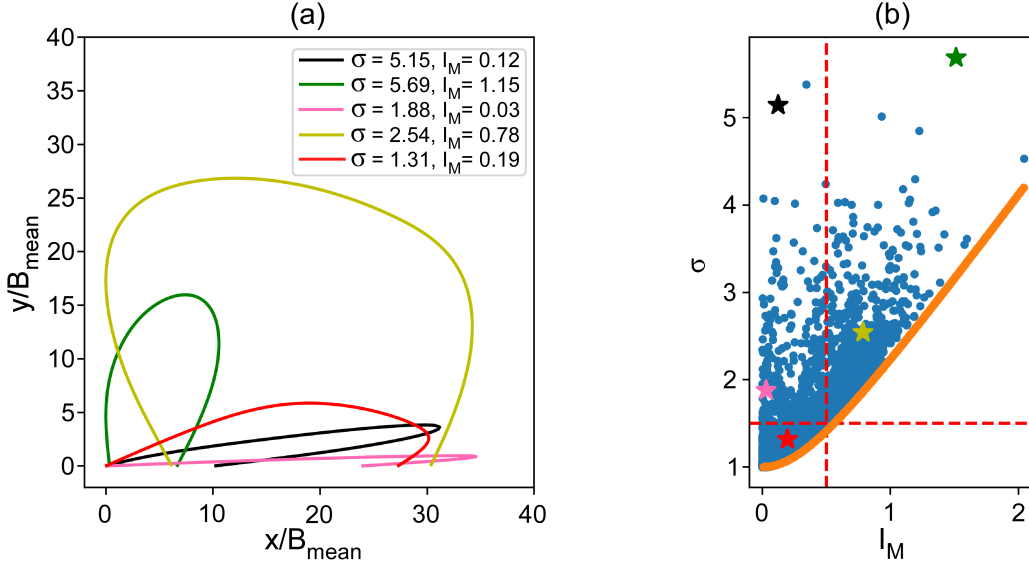 (a)
40
35
30
25
20
15
10
5
0
y/B_mean
0 10 20 30 40
x/B_mean
σ = 5.15, I_M= 0.12
σ = 5.69, I_M= 1.15
σ = 1.88, I_M= 0.03
σ = 2.54, I_M= 0.78
σ = 1.31, I_M= 0.19
(b)
5
4
3
2
1
σ
0 1 2
I_M